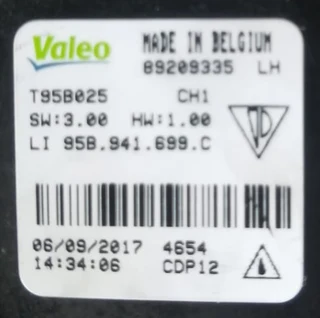 Valeo MADE IN BELGIUM
89209335 LH
T95B025 CH1
SW:3.00 HW:1.00
LI 95B.941.699.C
06/09/2017 4654
14:34:06 CDP12